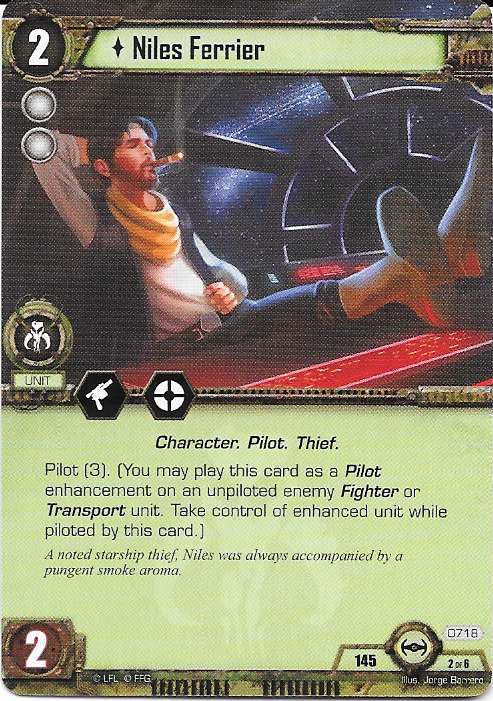 2
Niles Ferrier
UNIT
Character. Pilot. Thief.
Pilot (3). (You may play this card as a Pilot
enhancement on an unpiloted enemy Fighter or
Transport unit. Take control of enhanced unit while
piloted by this card.)
A noted starship thief, Niles was always accompanied by a
pungent smoke aroma.
2
© LFL © FFG
145
0718
2 OF 6
Illus. Jorge Barrero